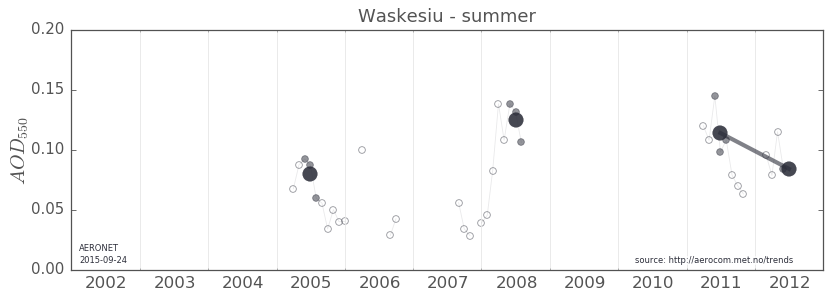 Waskesiu - summer
0.20
0.15
0.10
0.05
0.00
AOD550
AERONET
2015-09-24
source: http://aerocom.met.no/trends
2002 2003 2004 2005 2006 2007 2008 2009 2010 2011 2012